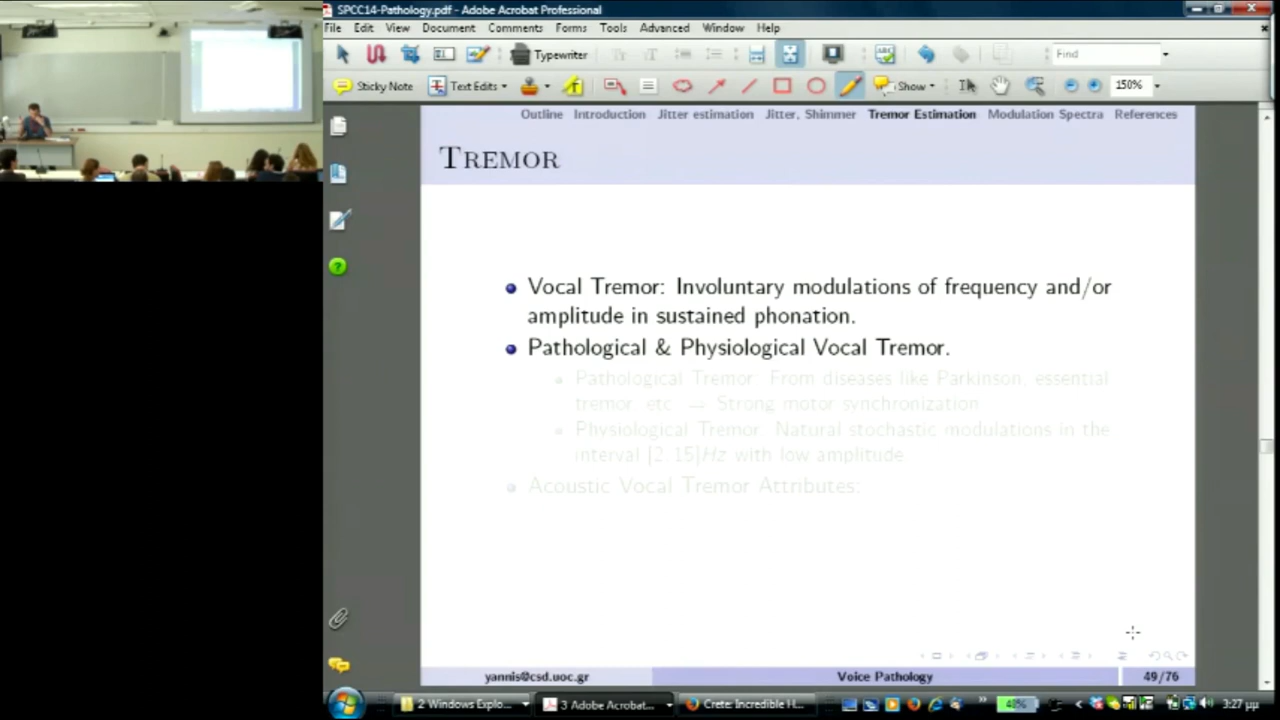 SPCC14-Pathology.pdf - Adobe Acrobat Professional
File Edit View Document Comments Forms Tools Advanced Window Help
Typewriter
Find
Sticky Note
Text Edits
Show
150%
Outline Introduction Jitter estimation Jitter, Shimmer Tremor Estimation Modulation Spectra References
TREMOR
Vocal Tremor: Involuntary modulations of frequency and/or
amplitude in sustained phonation.
Pathological & Physiological Vocal Tremor.
Pathological Tremor: From diseases like Parkinson, essential
tremor, etc. ⇒ Strong motor synchronization
Physiological Tremor: Natural stochastic modulations in the
interval [2,15]Hz with low amplitude
Acoustic Vocal Tremor Attributes:
yannis@csd.uoc.gr Voice Pathology 49/76
2 Windows Explo... 3 Adobe Acrobat... Crete: Incredible H... 48% 3:27 μμ